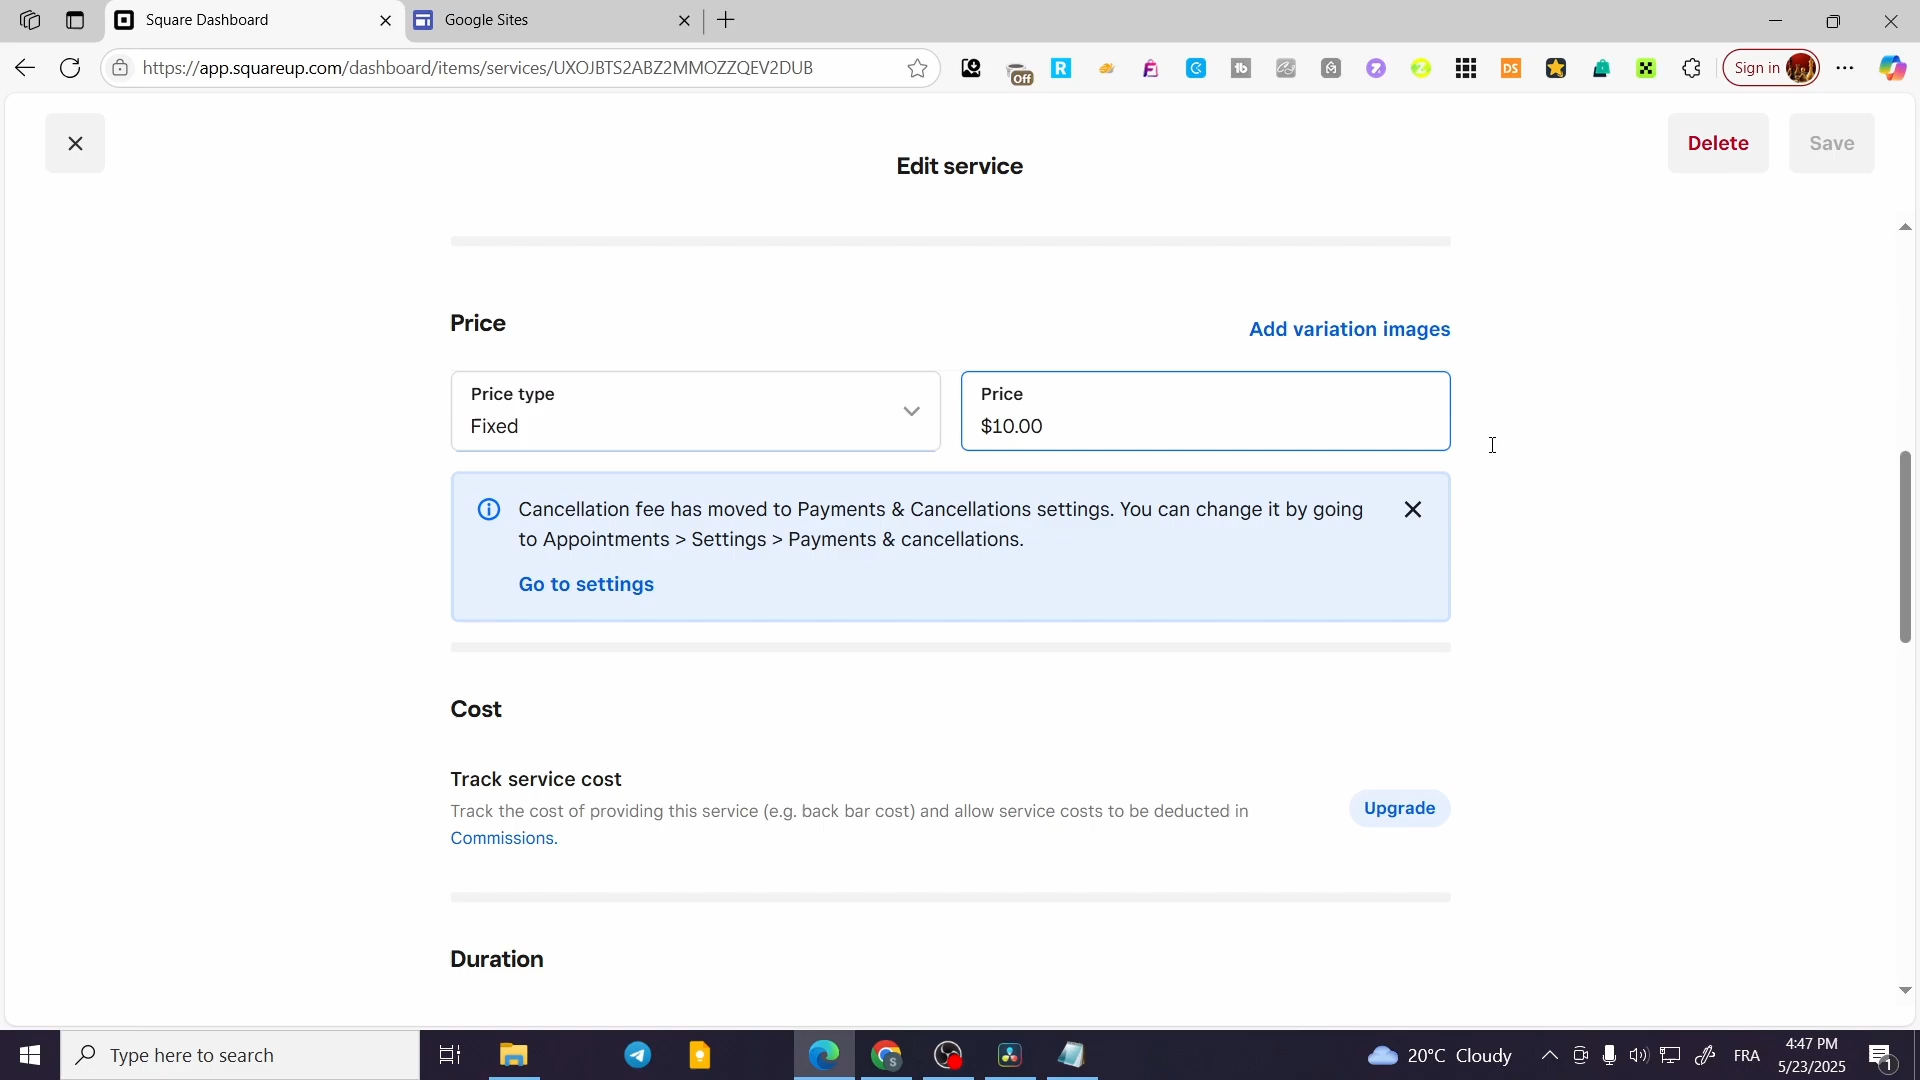 Square Dashboard
Google Sites
https://app.squareup.com/dashboard/items/services/UXOJBTS2ABZ2MMOZZQEV2DUB
Off
R
tb
DS
Sign in
Edit service
Delete
Save
Price
Add variation images
Price type
Fixed
Price
$10.00
Cancellation fee has moved to Payments & Cancellations settings. You can change it by going
to Appointments > Settings > Payments & cancellations.
Go to settings
Cost
Track service cost
Track the cost of providing this service (e.g. back bar cost) and allow service costs to be deducted in
Commissions.
Upgrade
Duration
Type here to search
20°C Cloudy
FRA
4:47 PM
5/23/2025
1